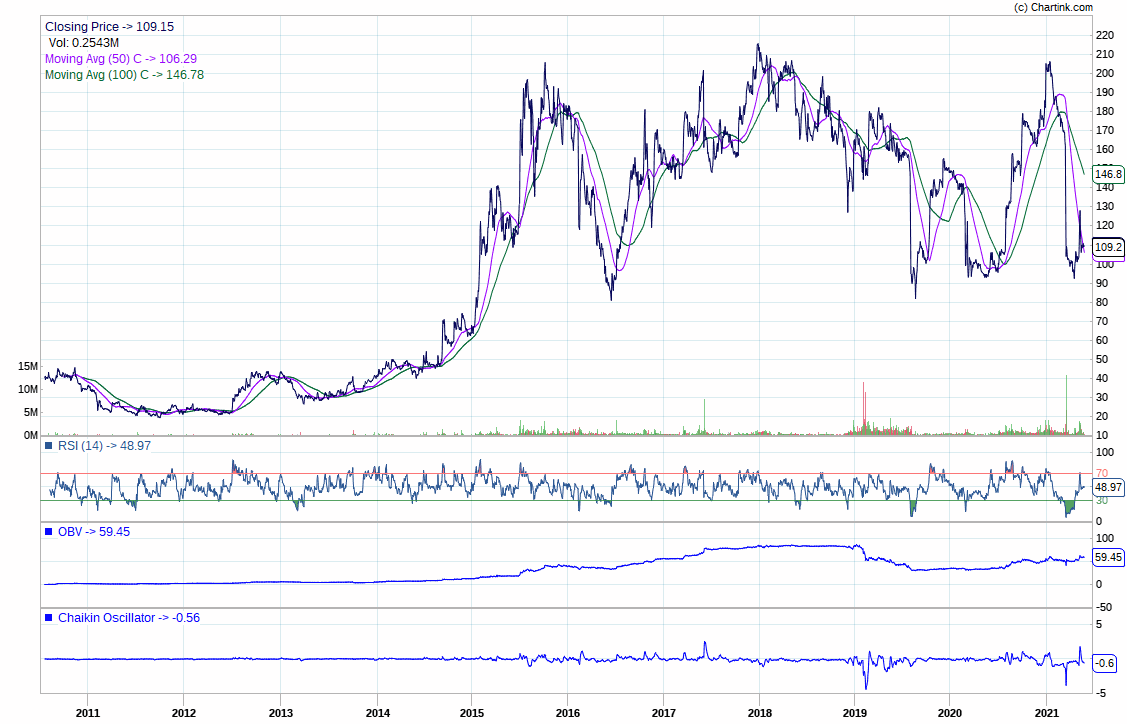 (c) Chartink.com
Closing Price -> 109.15
Vol: 0.2543M
Moving Avg (50) C -> 106.29
Moving Avg (100) C -> 146.78
220
210
200
190
180
170
160
146.8
140
130
120
109.2
100
90
80
70
60
50
40
30
20
10
15M
10M
5M
0M
RSI (14) -> 48.97
100
70
48.97
30
0
OBV -> 59.45
100
59.45
0
-50
Chaikin Oscillator -> -0.56
5
-0.6
-5
2011 2012 2013 2014 2015 2016 2017 2018 2019 2020 2021